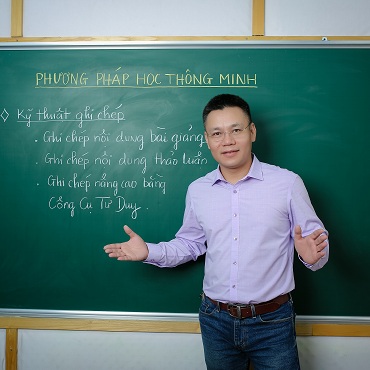 PHƯƠNG PHÁP HỌC THÔNG MINH
◇ Kỹ thuật ghi chép
. Ghi chép nội dung bài giảng
. Ghi chép nội dung thảo luận
. Ghi chép nâng cao bằng
Công Cụ Tư Duy.